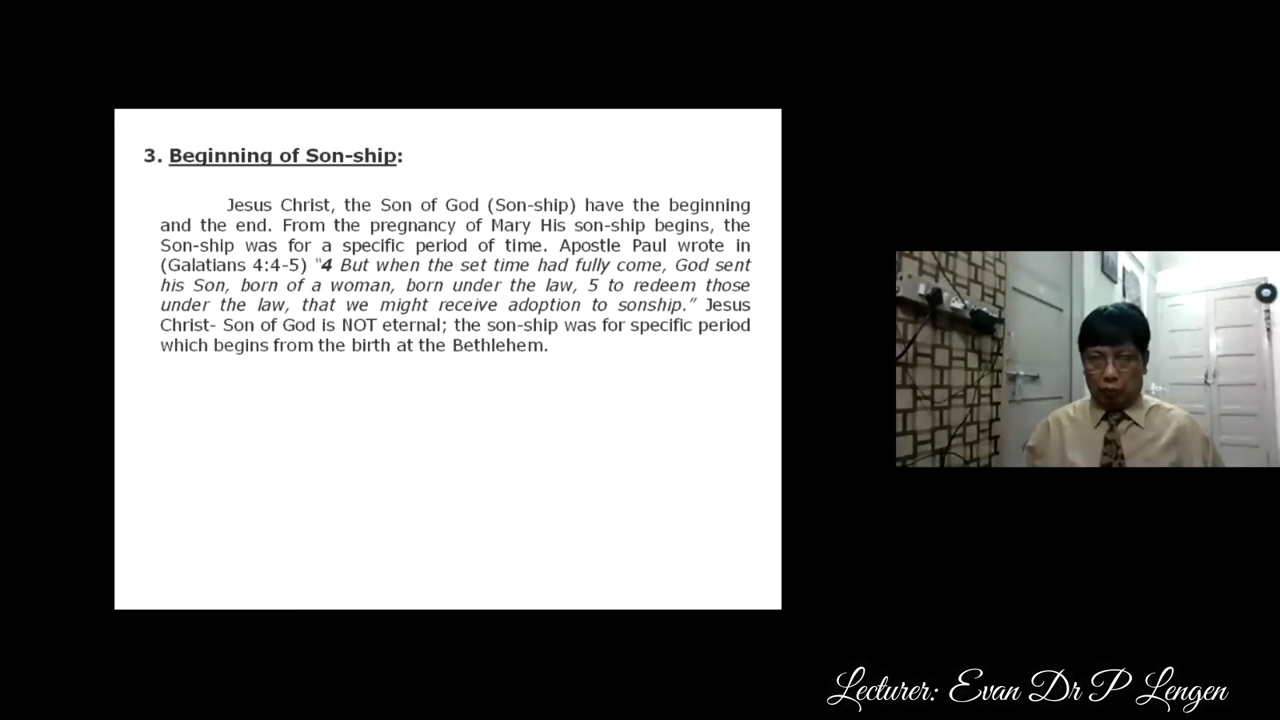 3. Beginning of Son-ship:
Jesus Christ, the Son of God (Son-ship) have the beginning
and the end. From the pregnancy of Mary His son-ship begins, the
Son-ship was for a specific period of time. Apostle Paul wrote in
(Galatians 4:4-5) "4 But when the set time had fully come, God sent
his Son, born of a woman, born under the law, 5 to redeem those
under the law, that we might receive adoption to sonship.” Jesus
Christ- Son of God is NOT eternal; the son-ship was for specific period
which begins from the birth at the Bethlehem.
Lecturer: Evan Dr P Lengen